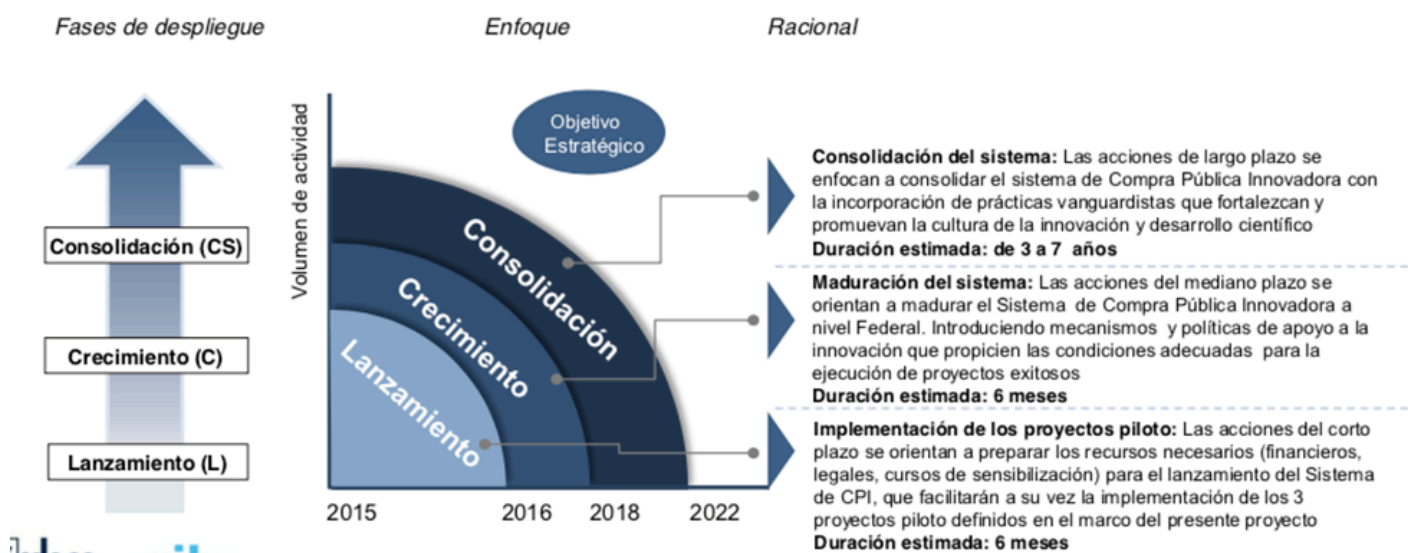 Fases de despliegue
Enfoque
Racional
Consolidación (CS)
Crecimiento (C)
Lanzamiento (L)
Volumen de actividad
Objetivo
Estratégico
Consolidación
Crecimiento
Lanzamiento
2015
2016
2018
2022
Consolidación del sistema: Las acciones de largo plazo se
enfocan a consolidar el sistema de Compra Pública Innovadora con
la incorporación de prácticas vanguardistas que fortalezcan y
promuevan la cultura de la innovación y desarrollo científico
Duración estimada: de 3 a 7 años
Maduración del sistema: Las acciones del mediano plazo se
orientan a madurar el Sistema de Compra Pública Innovadora a
nivel Federal. Introduciendo mecanismos y políticas de apoyo a la
innovación que propicien las condiciones adecuadas para la
ejecución de proyectos exitosos
Duración estimada: 6 meses
Implementación de los proyectos piloto: Las acciones del corto
plazo se orientan a preparar los recursos necesarios (financieros,
legales, cursos de sensibilización) para el lanzamiento del Sistema
de CPI, que facilitarán a su vez la implementación de los 3
proyectos piloto definidos en el marco del presente proyecto
Duración estimada: 6 meses